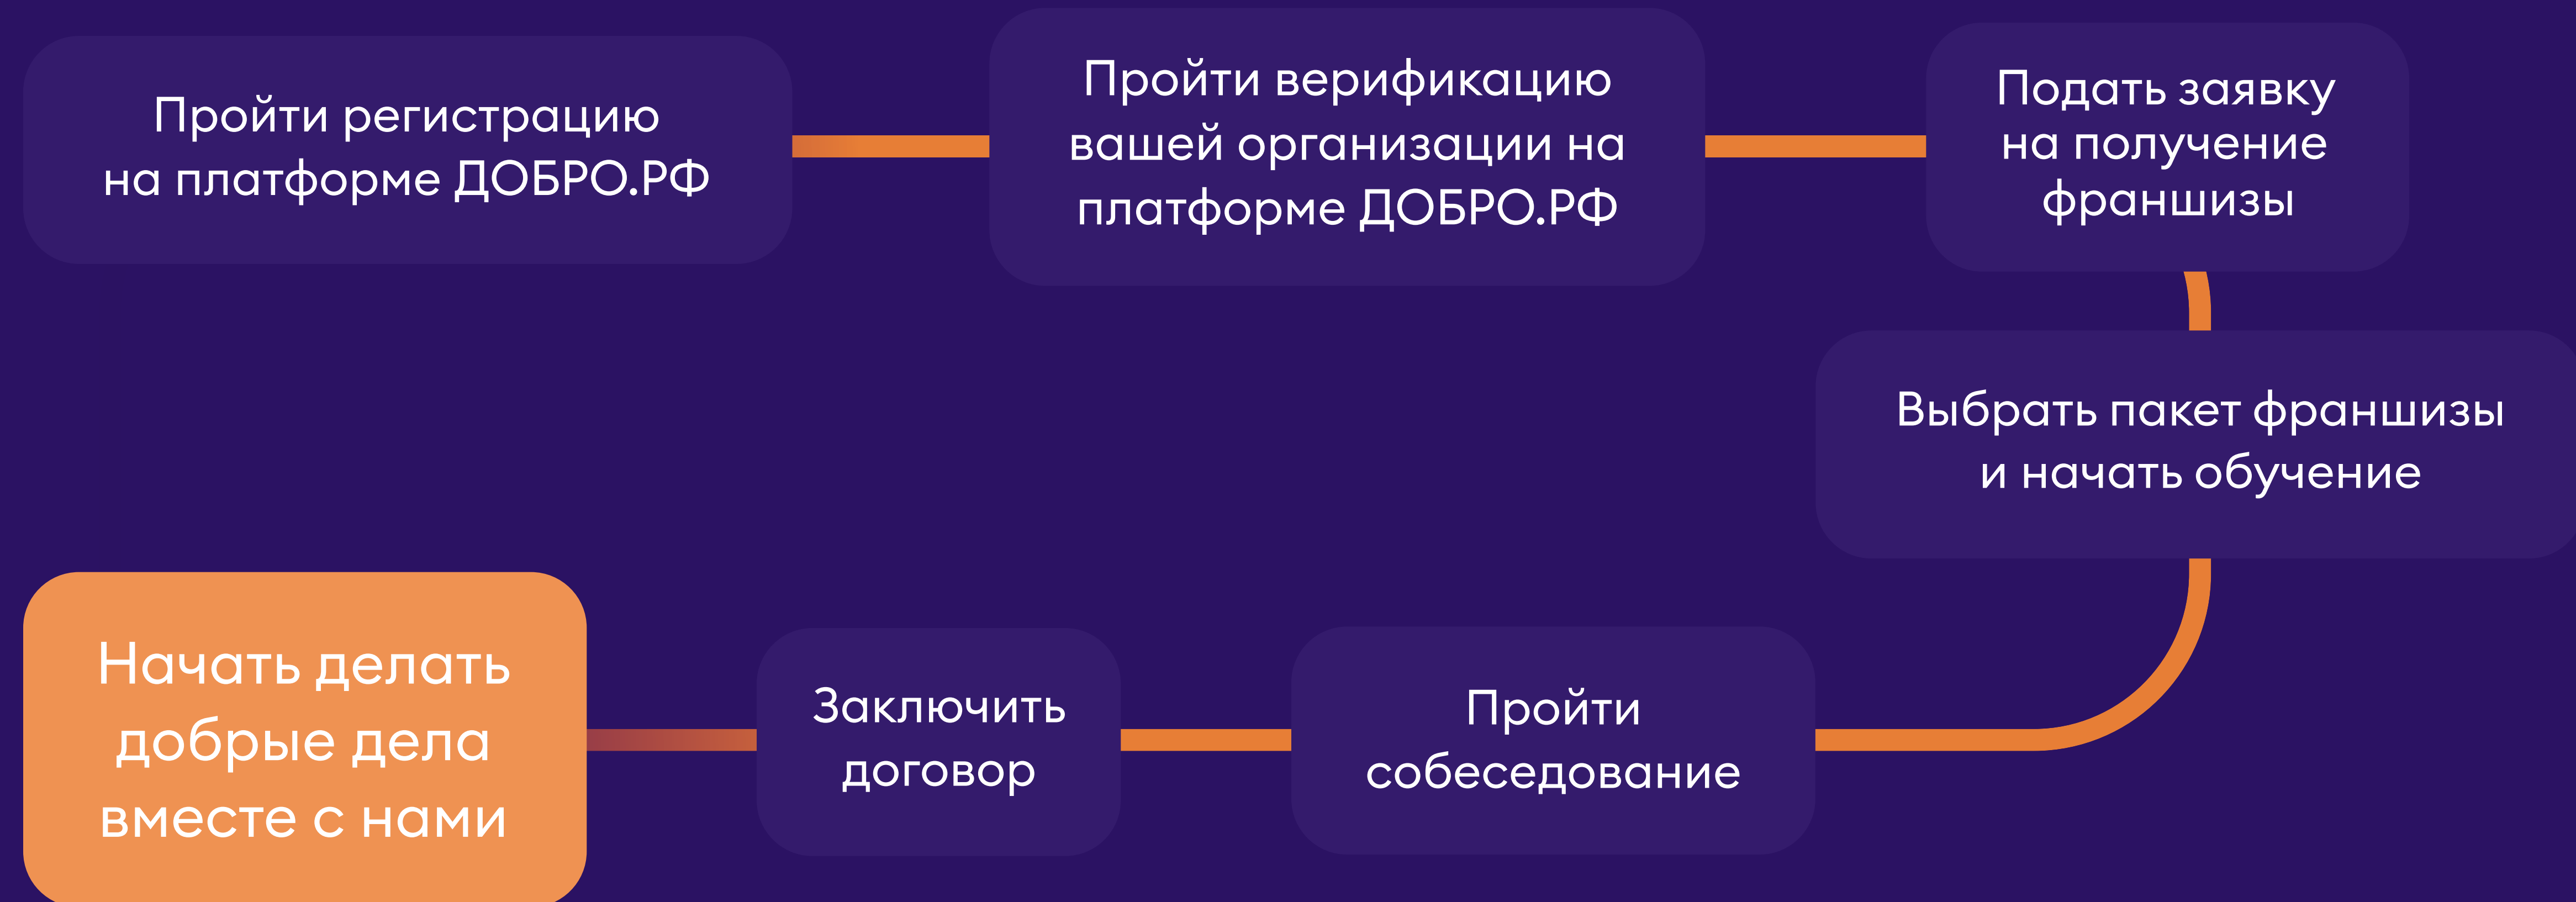 Пройти регистрацию
на платформе ДОБРО.РФ
Пройти верификацию
вашей организации на
платформе ДОБРО.РФ
Подать заявку
на получение
франшизы
Выбрать пакет франшизы
и начать обучение
Пройти
собеседование
Заключить
договор
Начать делать
добрые дела
вместе с нами